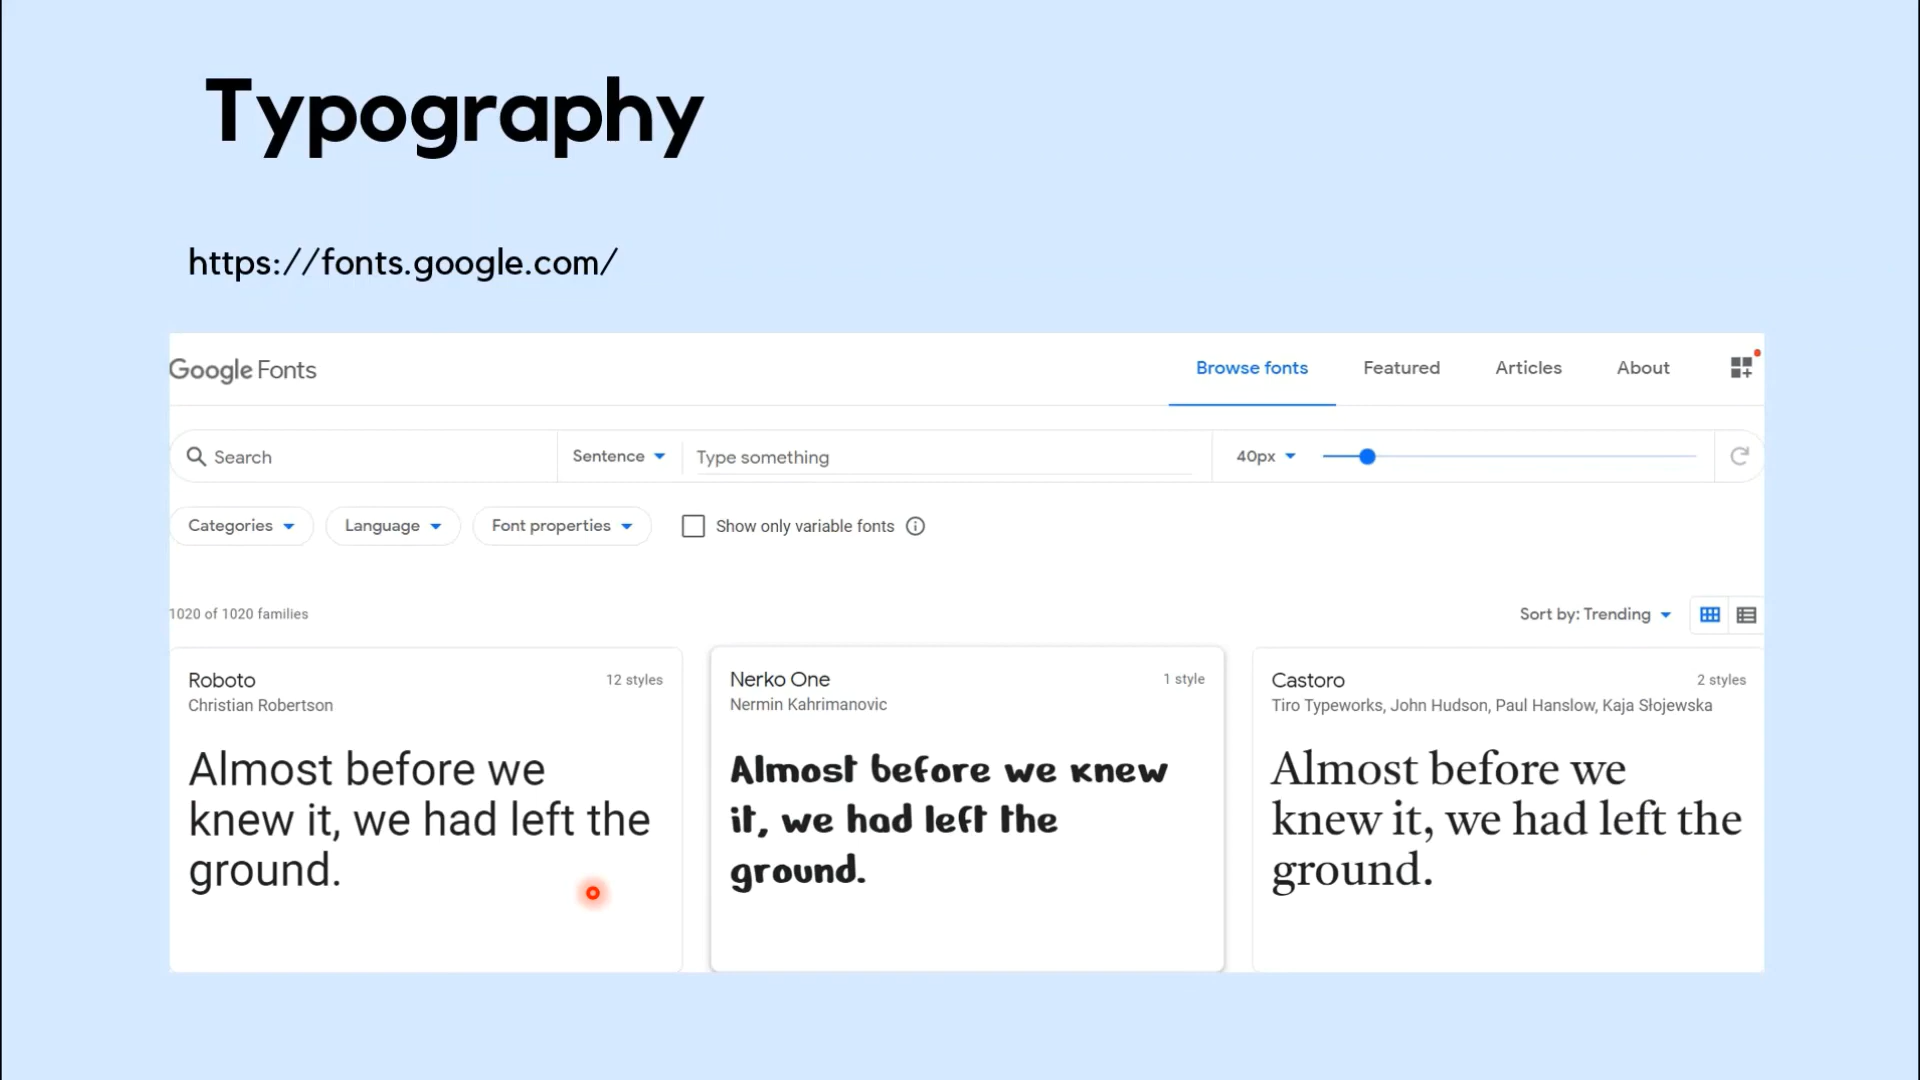 Typography
https://fonts.google.com/
Google Fonts
Browse fonts Featured Articles About
Search Sentence Type something 40px
Categories Language Font properties Show only variable fonts
1020 of 1020 families Sort by: Trending
Roboto 12 styles
Christian Robertson
Almost before we
knew it, we had left the
ground.
Nerko One 1 style
Nermin Kahrimanovic
Almost before we knew
it, we had left the
ground.
Castoro 2 styles
Tiro Typeworks, John Hudson, Paul Hanslow, Kaja Słojewska
Almost before we
knew it, we had left the
ground.